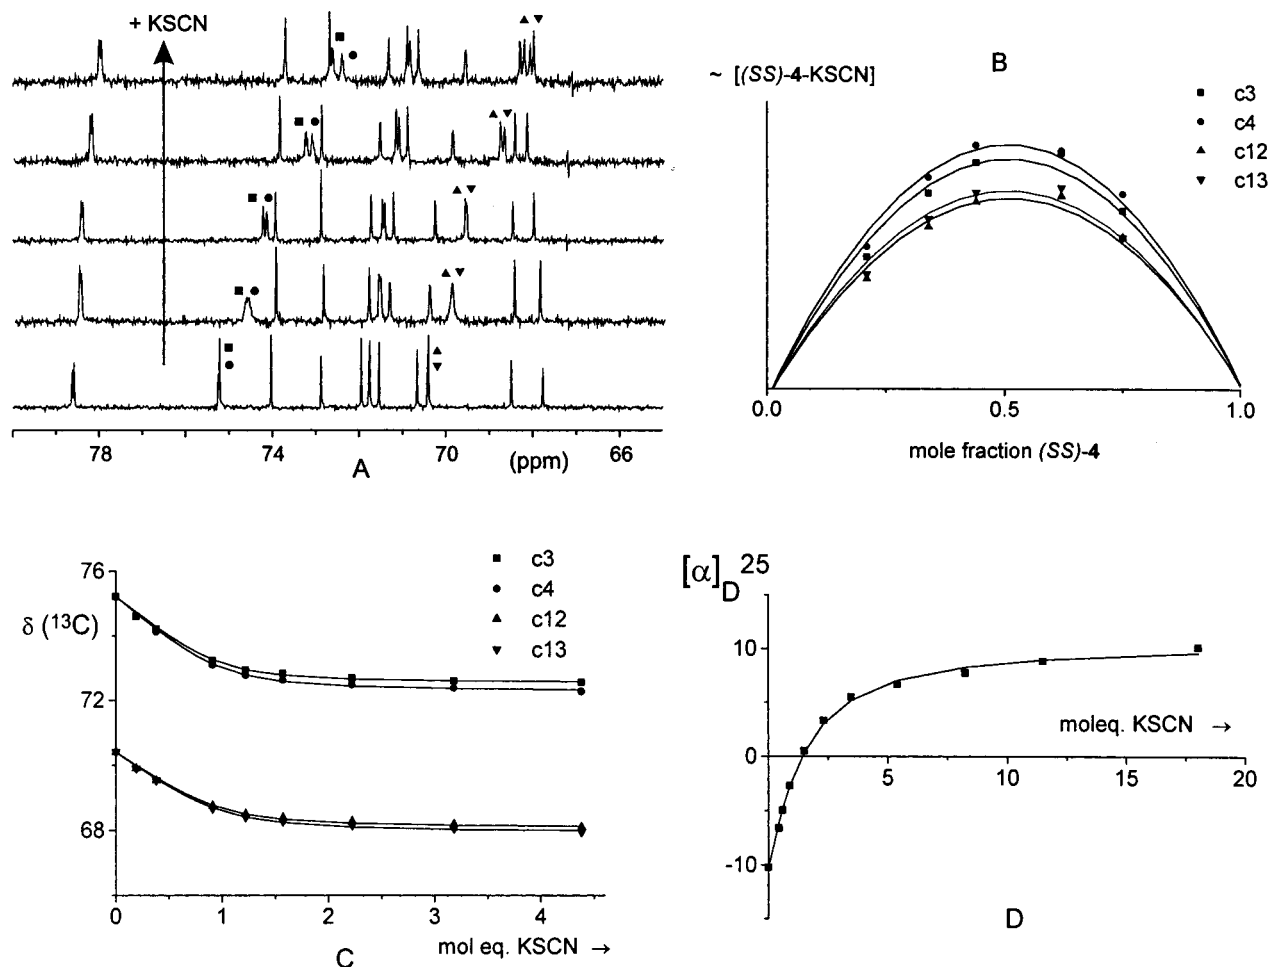 + KSCN
78
74
70
(ppm)
66
A
B
~ [(SS)-4-KSCN]
c3
c4
c12
c13
0.0
0.5
1.0
mole fraction (SS)-4
76
δ (¹³C)
72
68
c3
c4
c12
c13
0
1
2
3
4
mol eq. KSCN →
C
[α]D25
10
0
-10
moleq. KSCN →
5
10
15
20
D